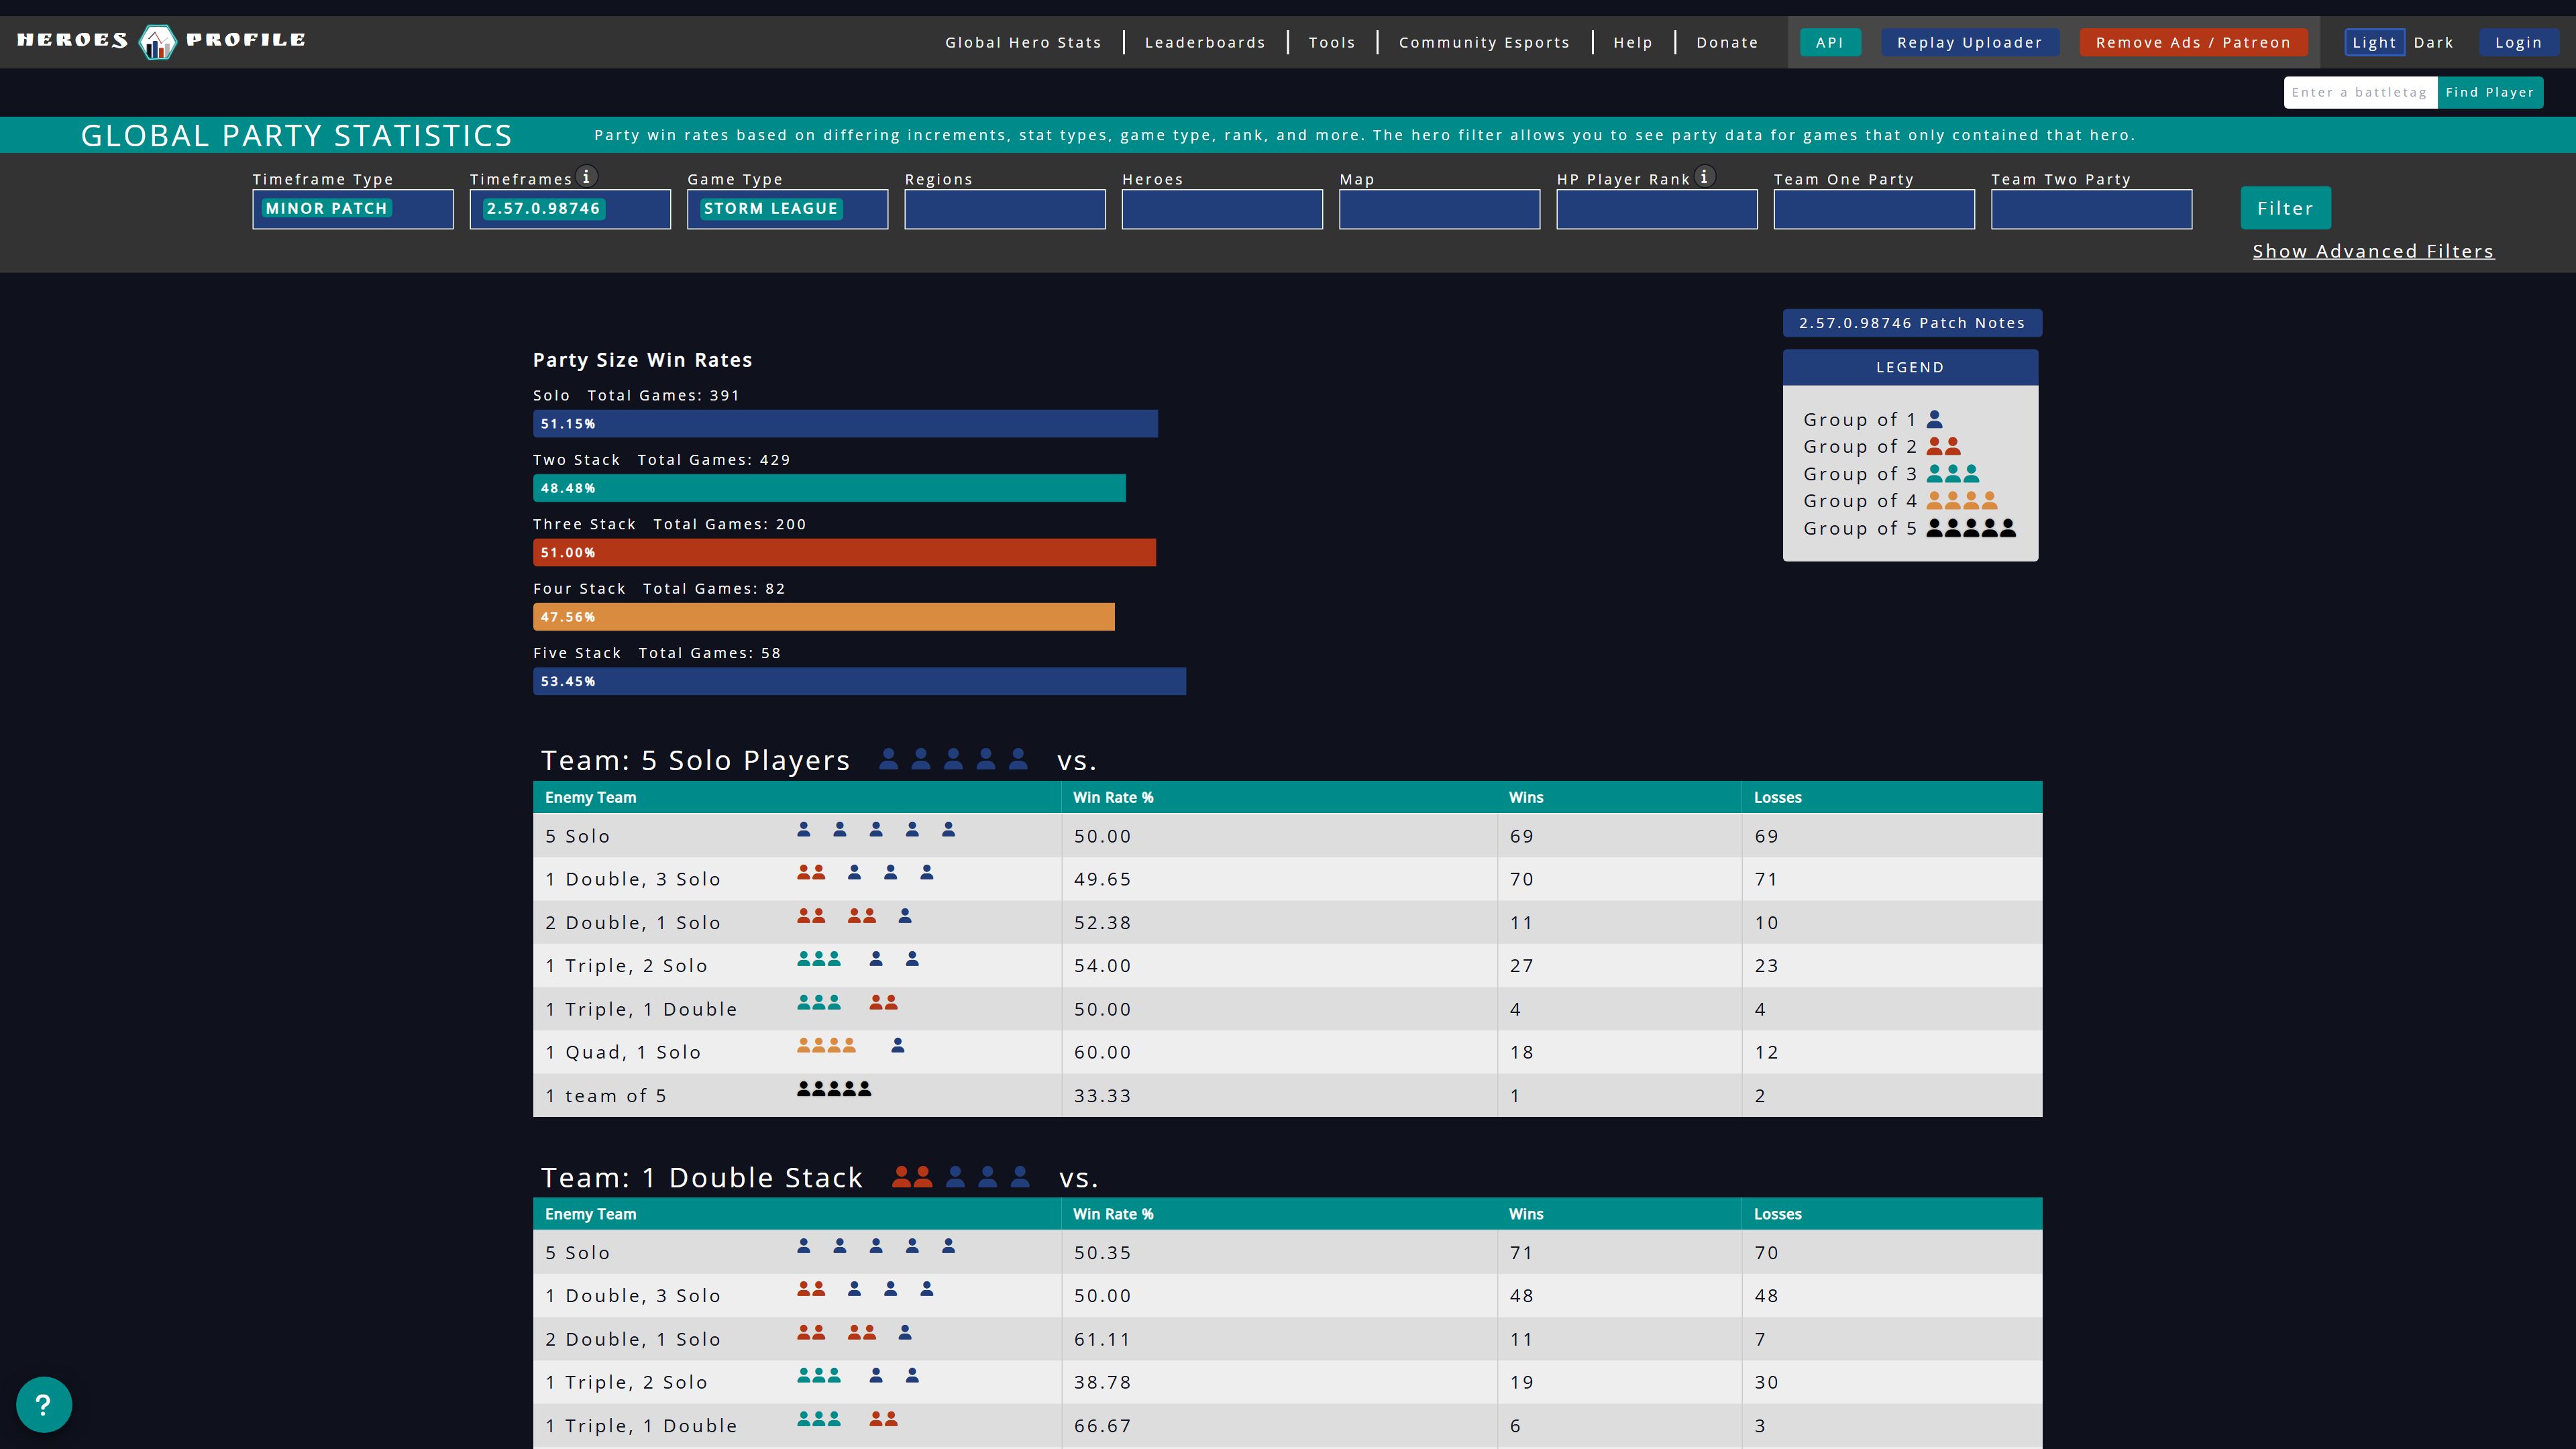 HEROES PROFILE
Global Hero Stats Leaderboards Tools Community Esports Help Donate API Replay Uploader Remove Ads / Patreon Light Dark Login
Enter a battletag Find Player
GLOBAL PARTY STATISTICS Party win rates based on differing increments, stat types, game type, rank, and more. The hero filter allows you to see party data for games that only contained that hero.
Timeframe Type Timeframes i Game Type Regions Heroes Map HP Player Rank i Team One Party Team Two Party
MINOR PATCH 2.57.0.98746 STORM LEAGUE Filter
Show Advanced Filters
2.57.0.98746 Patch Notes
LEGEND
Group of 1
Group of 2
Group of 3
Group of 4
Group of 5
Party Size Win Rates
Solo Total Games: 391
51.15%
Two Stack Total Games: 429
48.48%
Three Stack Total Games: 200
51.00%
Four Stack Total Games: 82
47.56%
Five Stack Total Games: 58
53.45%
Team: 5 Solo Players vs.
Enemy Team Win Rate % Wins Losses
5 Solo 50.00 69 69
1 Double, 3 Solo 49.65 70 71
2 Double, 1 Solo 52.38 11 10
1 Triple, 2 Solo 54.00 27 23
1 Triple, 1 Double 50.00 4 4
1 Quad, 1 Solo 60.00 18 12
1 team of 5 33.33 1 2
Team: 1 Double Stack vs.
Enemy Team Win Rate % Wins Losses
5 Solo 50.35 71 70
1 Double, 3 Solo 50.00 48 48
2 Double, 1 Solo 61.11 11 7
1 Triple, 2 Solo 38.78 19 30
1 Triple, 1 Double 66.67 6 3
?